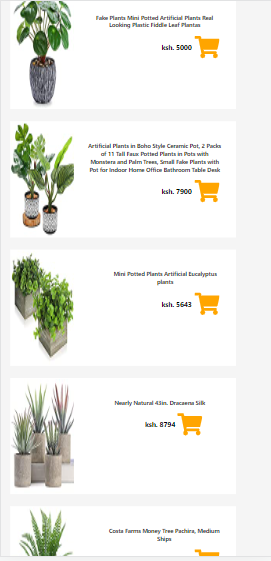 Fake Plants Mini Potted Artificial Plants Real
Looking Plastic Fiddle Leaf Plantas
ksh. 5000
Artificial Plants in Boho Style Ceramic Pot, 2 Packs
of 11 Tall Faux Potted Plants in Pots with
Monstera and Palm Trees, Small Fake Plants with
Pot for Indoor Home Office Bathroom Table Desk
ksh. 7900
Mini Potted Plants Artificial Eucalyptus
plants
ksh. 5643
Nearly Natural 43in. Dracaena Silk
ksh. 8794
Costa Farms Money Tree Pachira, Medium
Ships